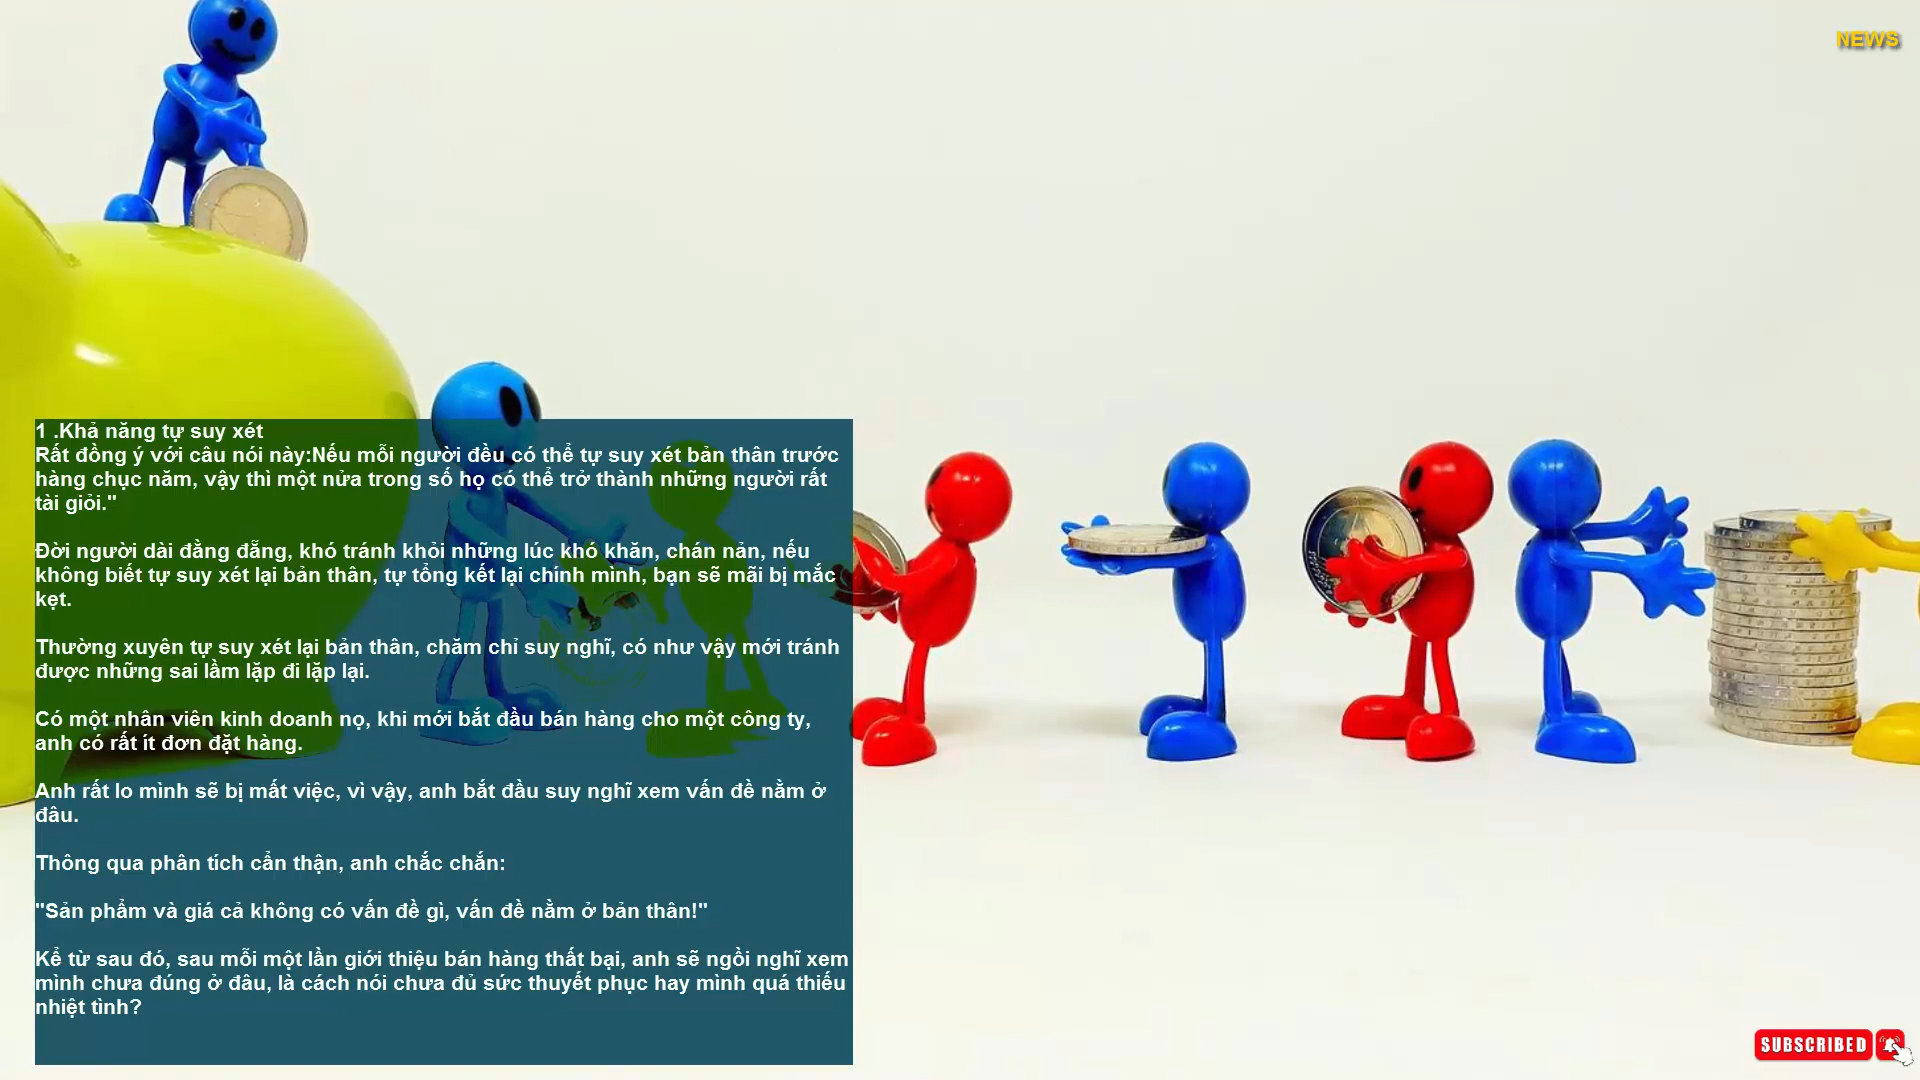 NEWS
1 .Khả năng tự suy xét
Rất đồng ý với câu nói này:Nếu mỗi người đều có thể tự suy xét bản thân trước
hàng chục năm, vậy thì một nửa trong số họ có thể trở thành những người rất
tài giỏi."
Đời người dài đằng đẵng, khó tránh khỏi những lúc khó khăn, chán nản, nếu
không biết tự suy xét lại bản thân, tự tổng kết lại chính mình, bạn sẽ mãi bị mắc
kẹt.
Thường xuyên tự suy xét lại bản thân, chăm chỉ suy nghĩ, có như vậy mới tránh
được những sai lầm lặp đi lặp lại.
Có một nhân viên kinh doanh nọ, khi mới bắt đầu bán hàng cho một công ty,
anh có rất ít đơn đặt hàng.
Anh rất lo mình sẽ bị mất việc, vì vậy, anh bắt đầu suy nghĩ xem vấn đề nằm ở
đâu.
Thông qua phân tích cẩn thận, anh chắc chắn:
"Sản phẩm và giá cả không có vấn đề gì, vấn đề nằm ở bản thân!"
Kể từ sau đó, sau mỗi một lần giới thiệu bán hàng thất bại, anh sẽ ngồi nghĩ xem
mình chưa đúng ở đâu, là cách nói chưa đủ sức thuyết phục hay mình quá thiếu
nhiệt tình?
SUBSCRIBED